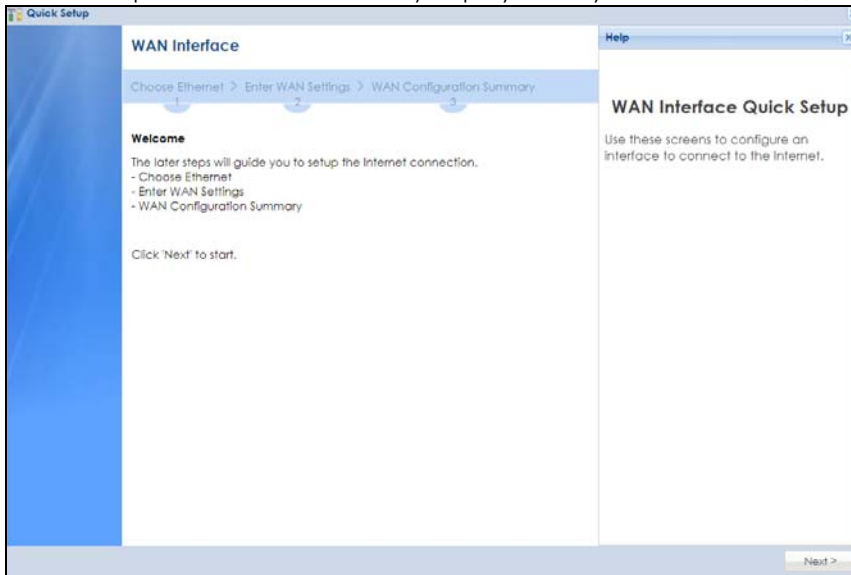 Quick Setup
WAN Interface
Choose Ethernet > Enter WAN Settings > WAN Configuration Summary
1 2 3
Welcome
The later steps will guide you to setup the Internet connection.
- Choose Ethernet
- Enter WAN Settings
- WAN Configuration Summary
Click 'Next' to start.
Help
WAN Interface Quick Setup
Use these screens to configure an
interface to connect to the Internet.
Next >